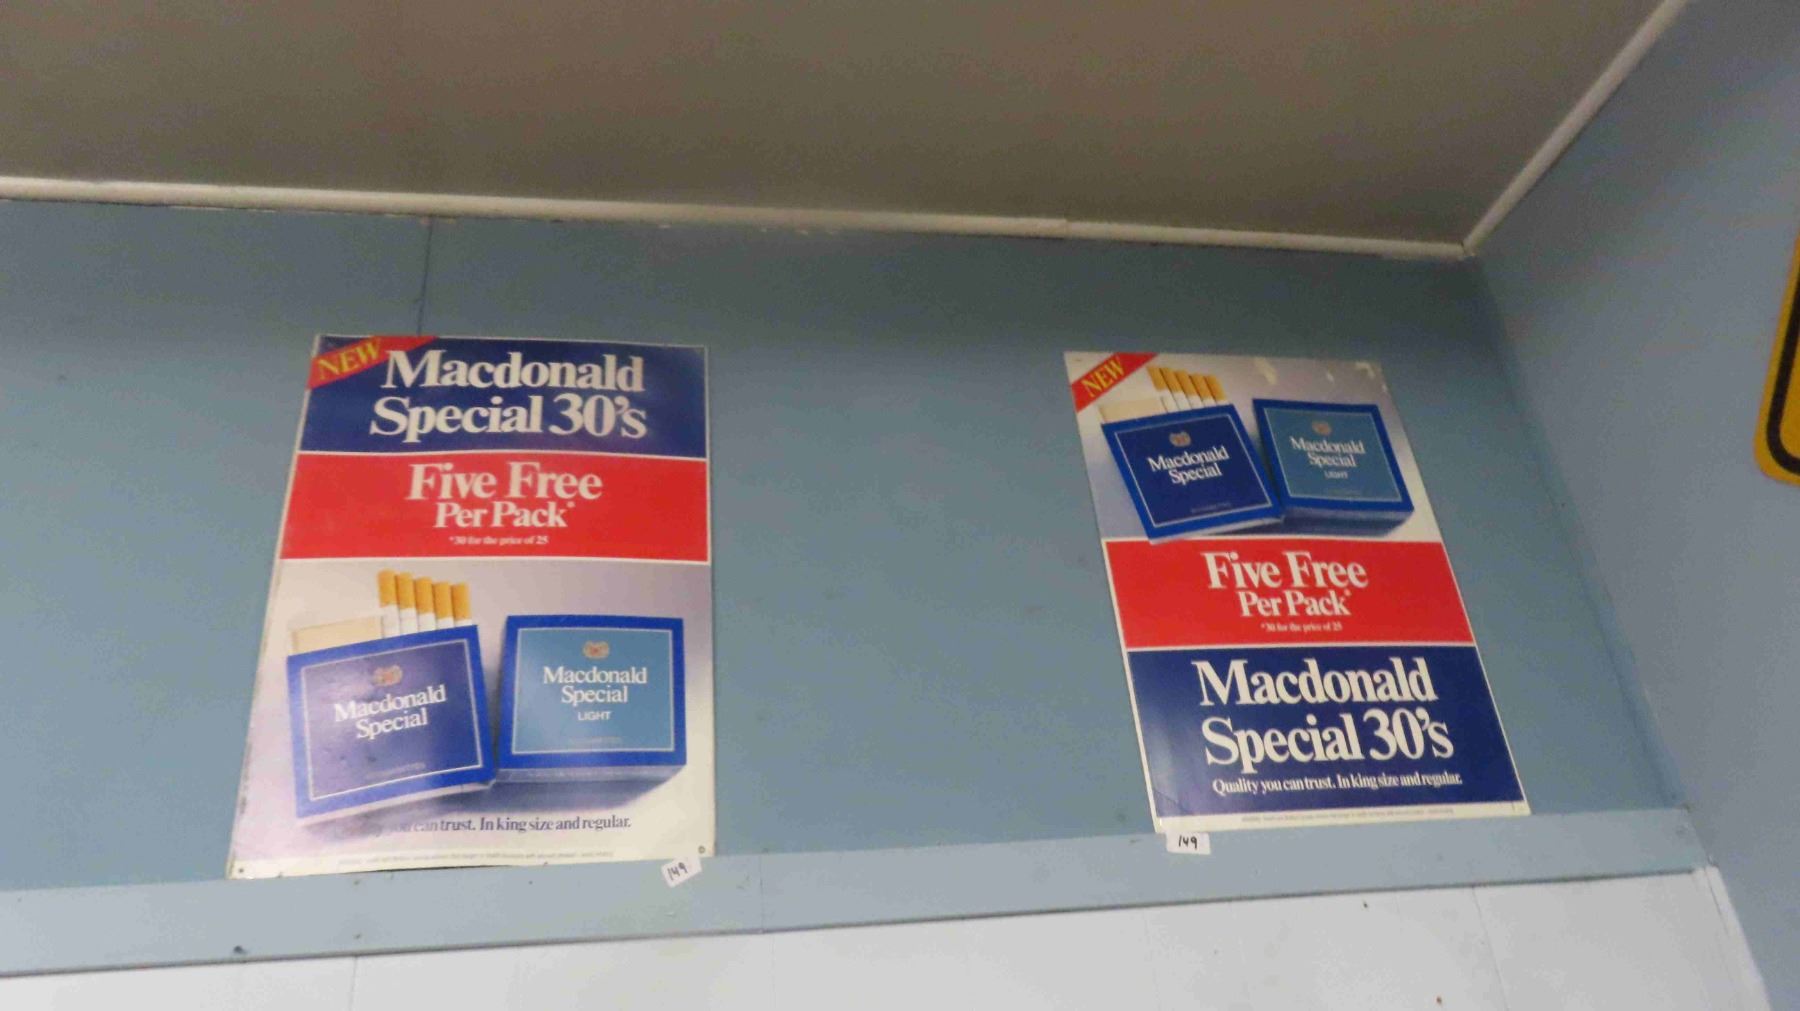 NEW
Macdonald
Special 30's
Five Free
Per Pack*
*30 for the price of 25
Macdonald
Special
Macdonald
Special
LIGHT
you can trust. In king size and regular.
149
NEW
Macdonald
Special
Macdonald
Special
LIGHT
Five Free
Per Pack*
*30 for the price of 25
Macdonald
Special 30's
Quality you can trust. In king size and regular.
149